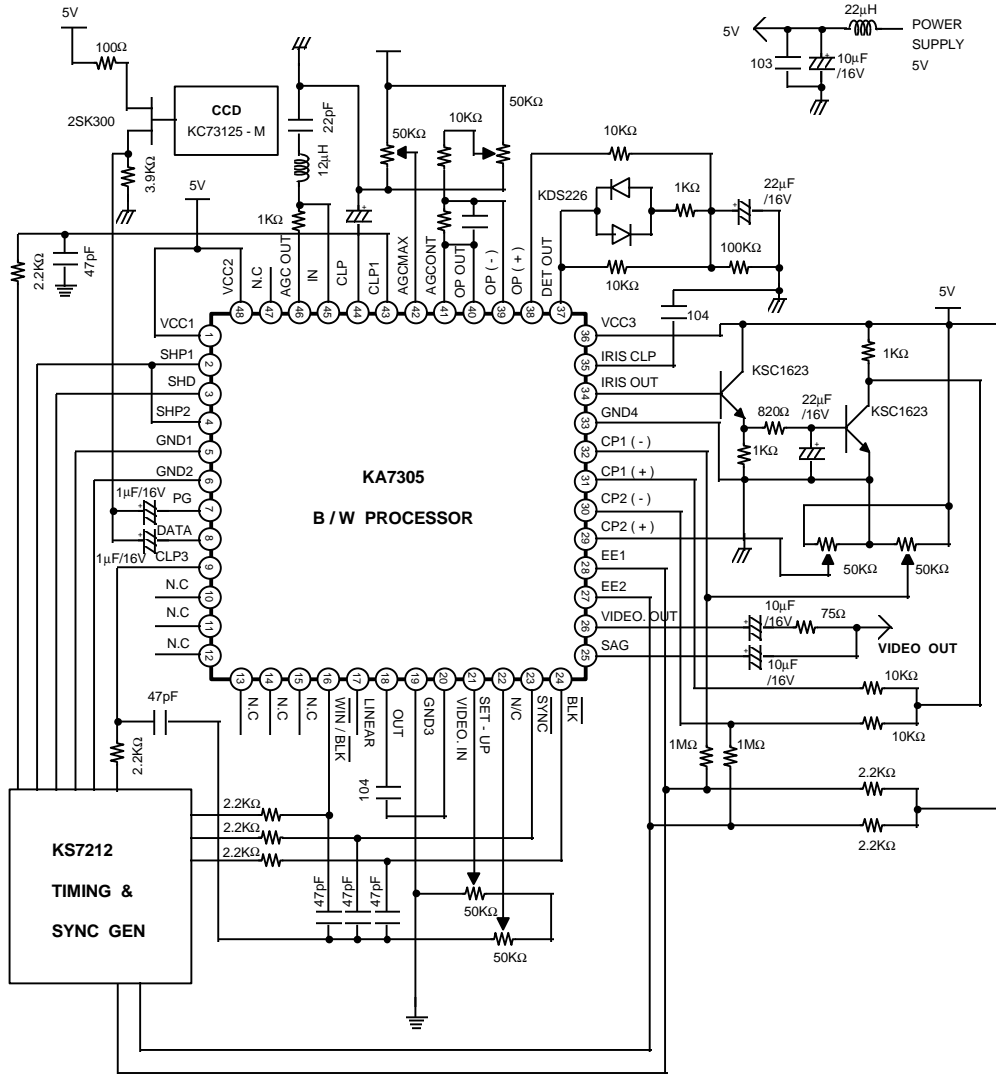 5V
100Ω
2SK300
CCD
KC73125 - M
3.9KΩ
22pF
12μH
1KΩ
50KΩ
10KΩ
50KΩ
10KΩ
KDS226
1KΩ
22μF
/16V
10KΩ
100KΩ
104
5V
22μH
POWER
SUPPLY
5V
103
10μF
/16V
5V
2.2KΩ
47pF
VCC2
N.C
AGC OUT
IN
CLP
CLP1
AGCMAX
AGCONT
OP OUT
OP ( - )
OP ( + )
DET OUT
48
47
46
45
44
43
42
41
40
39
38
37
VCC1
1
SHP1
2
SHD
3
SHP2
4
GND1
5
GND2
6
1μF/16V
PG
7
DATA
8
1μF/16V
CLP3
9
N.C
10
N.C
11
N.C
12
KA7305
B / W PROCESSOR
36
VCC3
35
IRIS CLP
34
IRIS OUT
33
GND4
32
CP1 ( - )
31
CP1 ( + )
30
CP2 ( - )
29
CP2 ( + )
28
EE1
27
EE2
26
VIDEO. OUT
25
SAG
5V
KSC1623
1KΩ
820Ω
22μF
/16V
KSC1623
1KΩ
50KΩ
50KΩ
10μF
/16V
75Ω
VIDEO OUT
10μF
/16V
10KΩ
10KΩ
1MΩ
1MΩ
2.2KΩ
2.2KΩ
13
14
15
16
17
18
19
20
21
22
23
24
N.C
N.C
N.C
WIN / BLK
LINEAR
OUT
GND3
VIDEO. IN
SET - UP
N/C
SYNC
BLK
47pF
2.2KΩ
104
2.2KΩ
2.2KΩ
2.2KΩ
47pF
47pF
47pF
50KΩ
50KΩ
KS7212
TIMING &
SYNC GEN